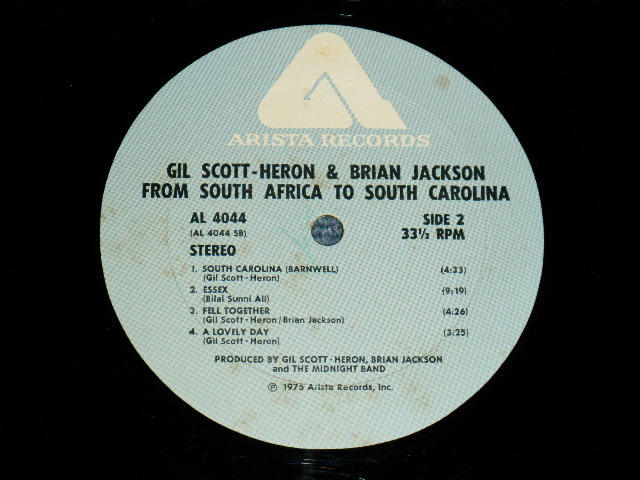 ARISTA RECORDS
GIL SCOTT-HERON & BRIAN JACKSON
FROM SOUTH AFRICA TO SOUTH CAROLINA
AL 4044 SIDE 2
(AL 4044 SB) 33⅓ RPM
STEREO
1. SOUTH CAROLINA (BARNWELL) (4:33)
(Gil Scott-Heron)
2. ESSEX (9:19)
(Bilal Sunni Ali)
3. FELL TOGETHER (4:26)
(Gil Scott-Heron/Brian Jackson)
4. A LOVELY DAY (3:25)
(Gil Scott-Heron)
PRODUCED BY GIL SCOTT-HERON, BRIAN JACKSON
and THE MIDNIGHT BAND
℗ 1975 Arista Records, Inc.